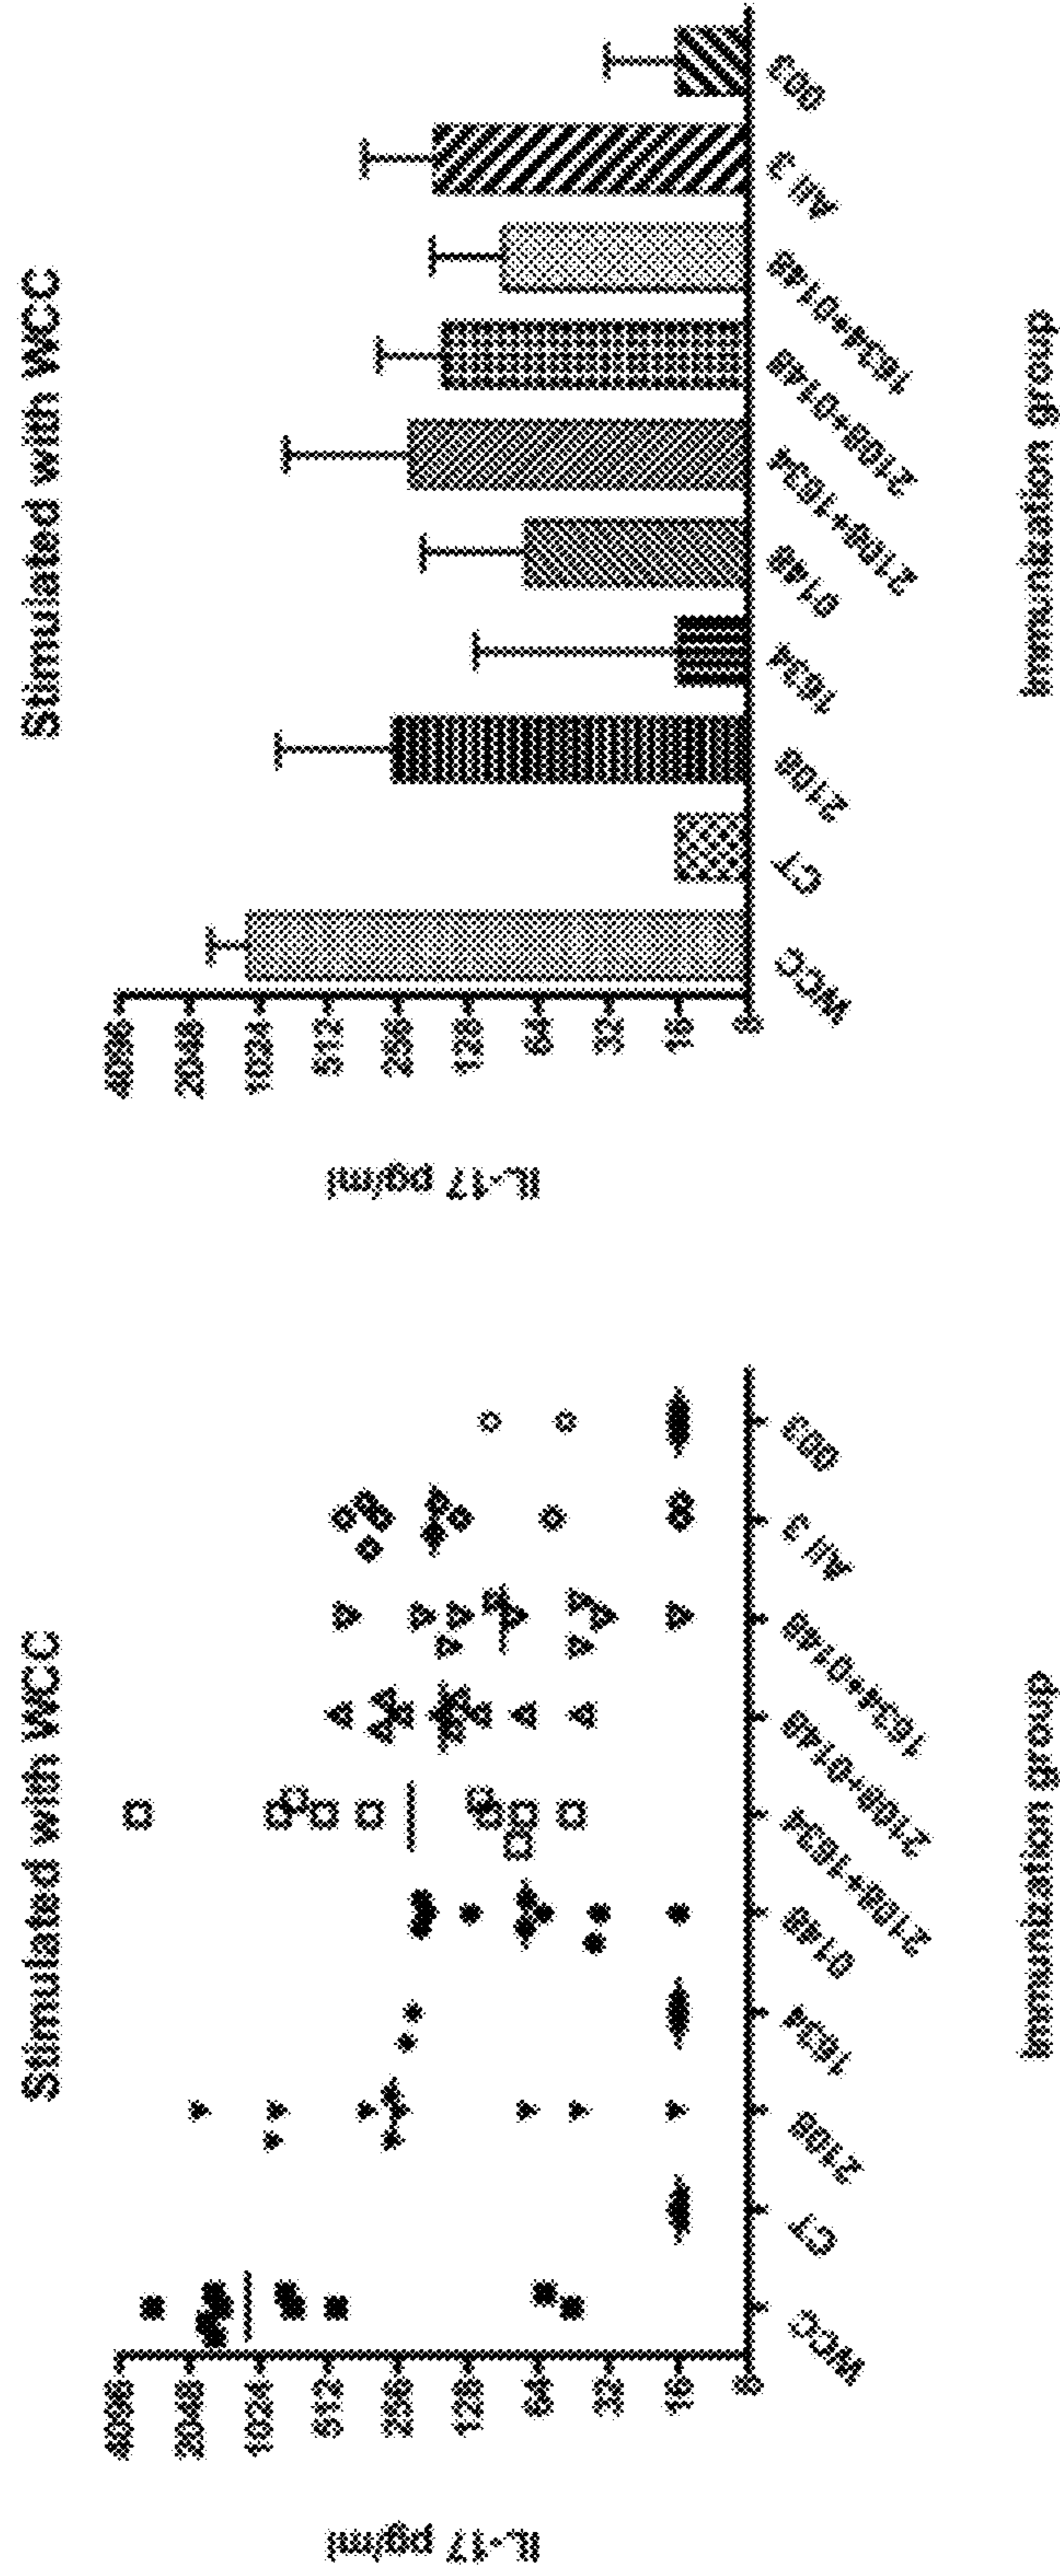 Stimulated with WCC
IL-17 pg/ml
4096
2048
1024
512
256
128
64
32
16
8
WCC
CT
2108
1634
0148
2108+1634
2108+0148
1634+0148
All 3
003
Immunization group
Stimulated with WCC
IL-17 pg/ml
4096
2048
1024
512
256
128
64
32
16
8
WCC
CT
2108
1634
0148
2108+1634
2108+0148
1634+0148
All 3
003
Immunization group